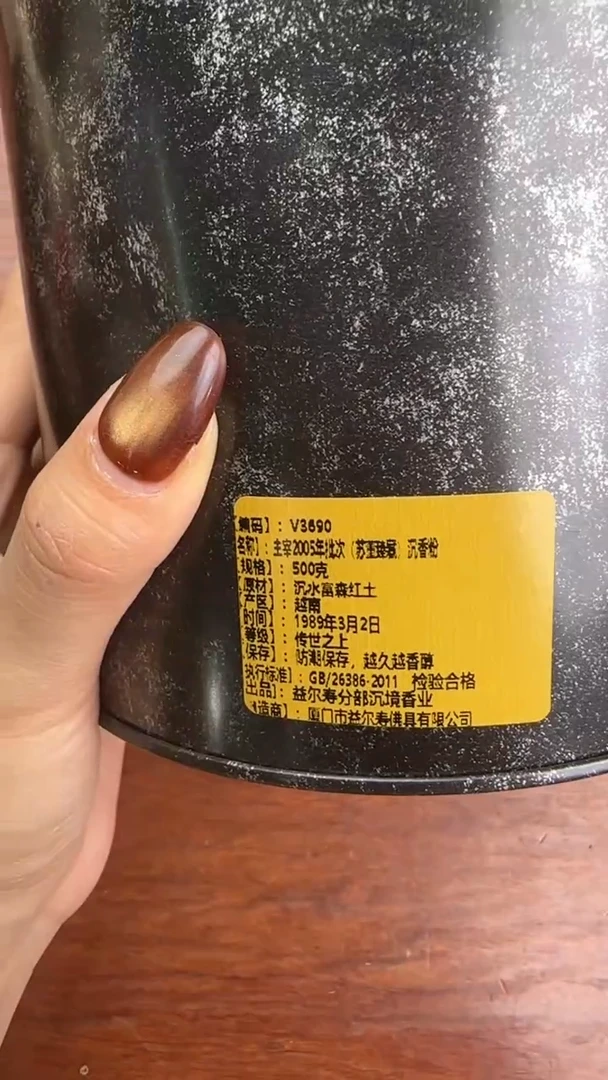 【编码】：V3690
名称】：主宰2005年批次（苏亚臻熏）沉香粉
【规格】：500克
【原材】：沉水富森红土
产区】：越南
时间】：1989年3月2日
等级】：传世之上
【保存】：防潮保存，越久越香醇
执行标准】：GB/26386-2011 检验合格
出品】：益尔寿分部沉境香业
造商】：厦门市益尔寿佛具有限公司